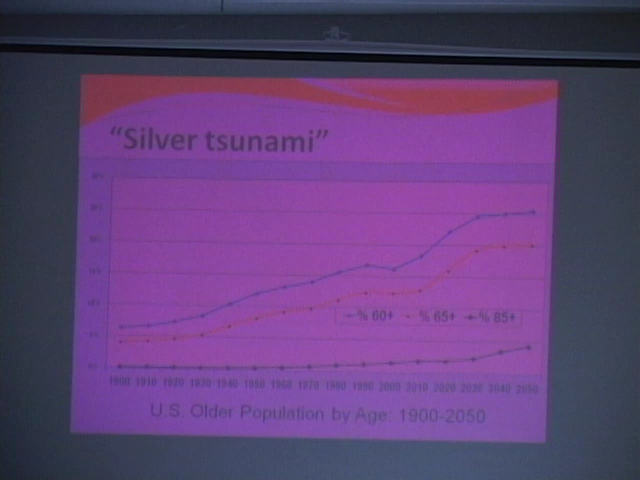 “Silver tsunami”
% 60+ % 65+ % 85+
1900 1910 1920 1930 1940 1950 1960 1970 1980 1990 2000 2010 2020 2030 2040 2050
U.S. Older Population by Age: 1900-2050